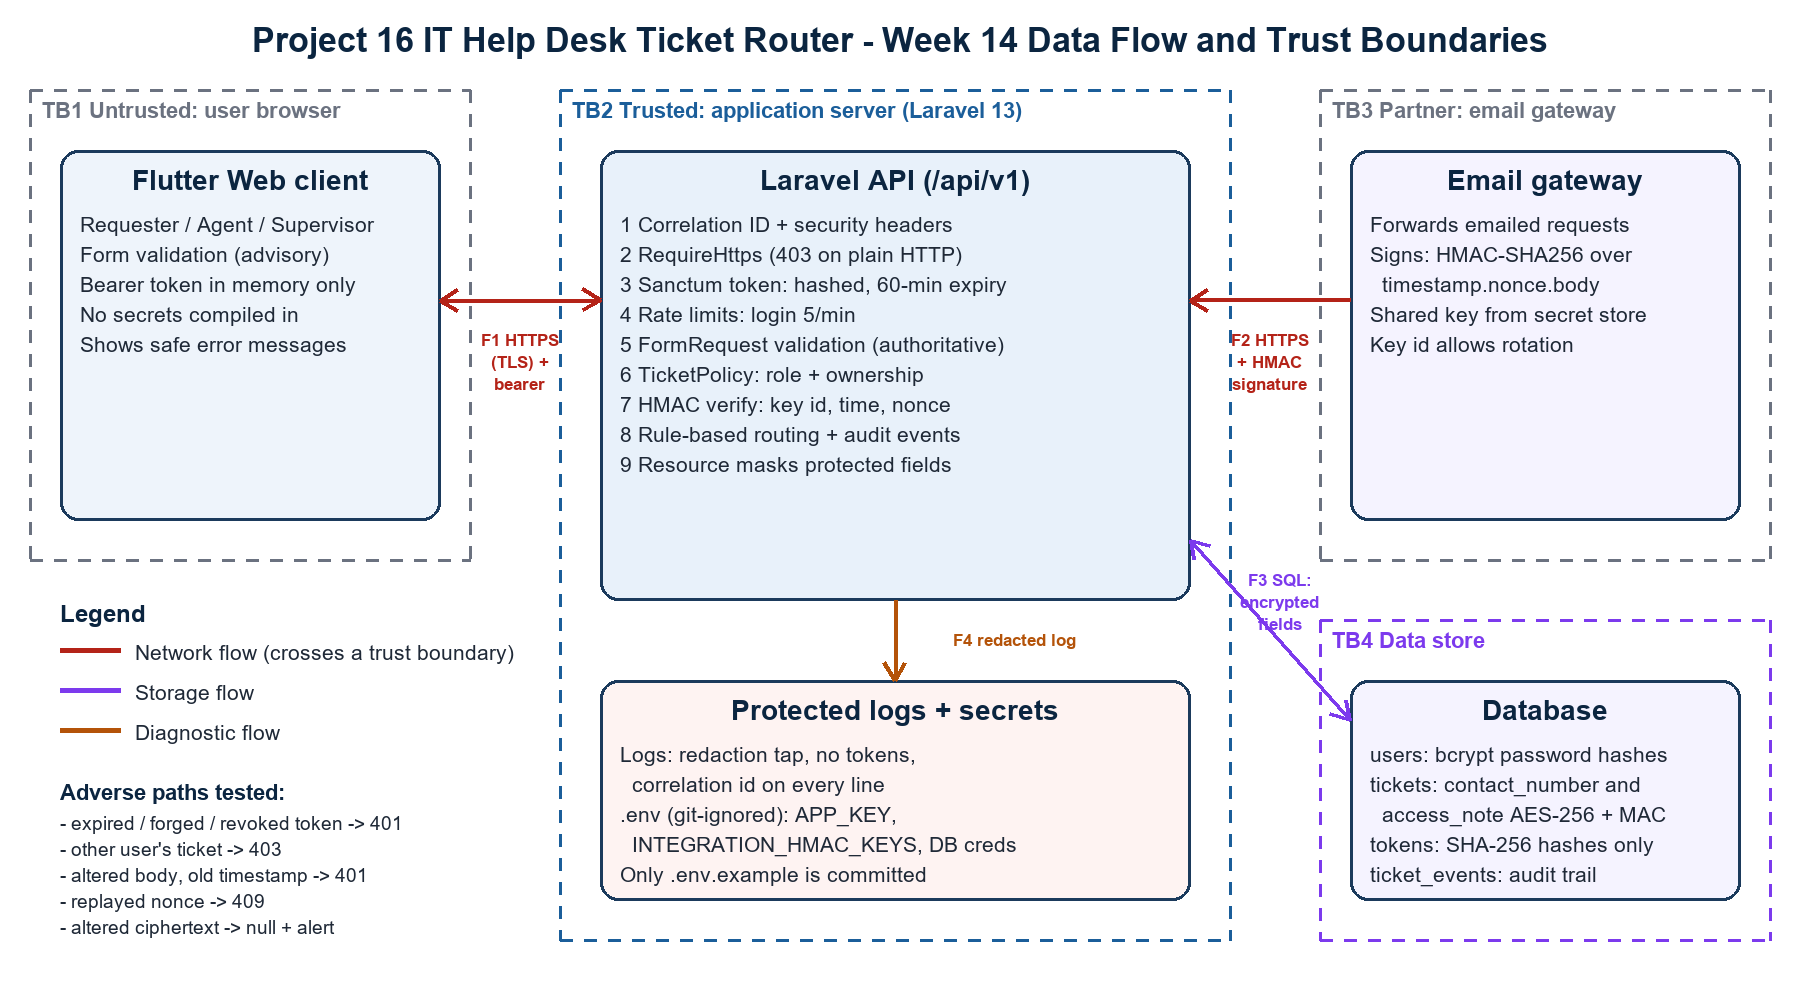 Project 16 IT Help Desk Ticket Router - Week 14 Data Flow and Trust Boundaries
TB1 Untrusted: user browser
Flutter Web client
Requester / Agent / Supervisor
Form validation (advisory)
Bearer token in memory only
No secrets compiled in
Shows safe error messages
F1 HTTPS
(TLS) +
bearer
TB2 Trusted: application server (Laravel 13)
Laravel API (/api/v1)
1 Correlation ID + security headers
2 RequireHttps (403 on plain HTTP)
3 Sanctum token: hashed, 60-min expiry
4 Rate limits: login 5/min
5 FormRequest validation (authoritative)
6 TicketPolicy: role + ownership
7 HMAC verify: key id, time, nonce
8 Rule-based routing + audit events
9 Resource masks protected fields
F2 HTTPS
+ HMAC
signature
TB3 Partner: email gateway
Email gateway
Forwards emailed requests
Signs: HMAC-SHA256 over
timestamp.nonce.body
Shared key from secret store
Key id allows rotation
F3 SQL:
encrypted
fields
F4 redacted log
Protected logs + secrets
Logs: redaction tap, no tokens,
correlation id on every line
.env (git-ignored): APP_KEY,
INTEGRATION_HMAC_KEYS, DB creds
Only .env.example is committed
TB4 Data store
Database
users: bcrypt password hashes
tickets: contact_number and
access_note AES-256 + MAC
tokens: SHA-256 hashes only
ticket_events: audit trail
Legend
Network flow (crosses a trust boundary)
Storage flow
Diagnostic flow
Adverse paths tested:
- expired / forged / revoked token -> 401
- other user's ticket -> 403
- altered body, old timestamp -> 401
- replayed nonce -> 409
- altered ciphertext -> null + alert